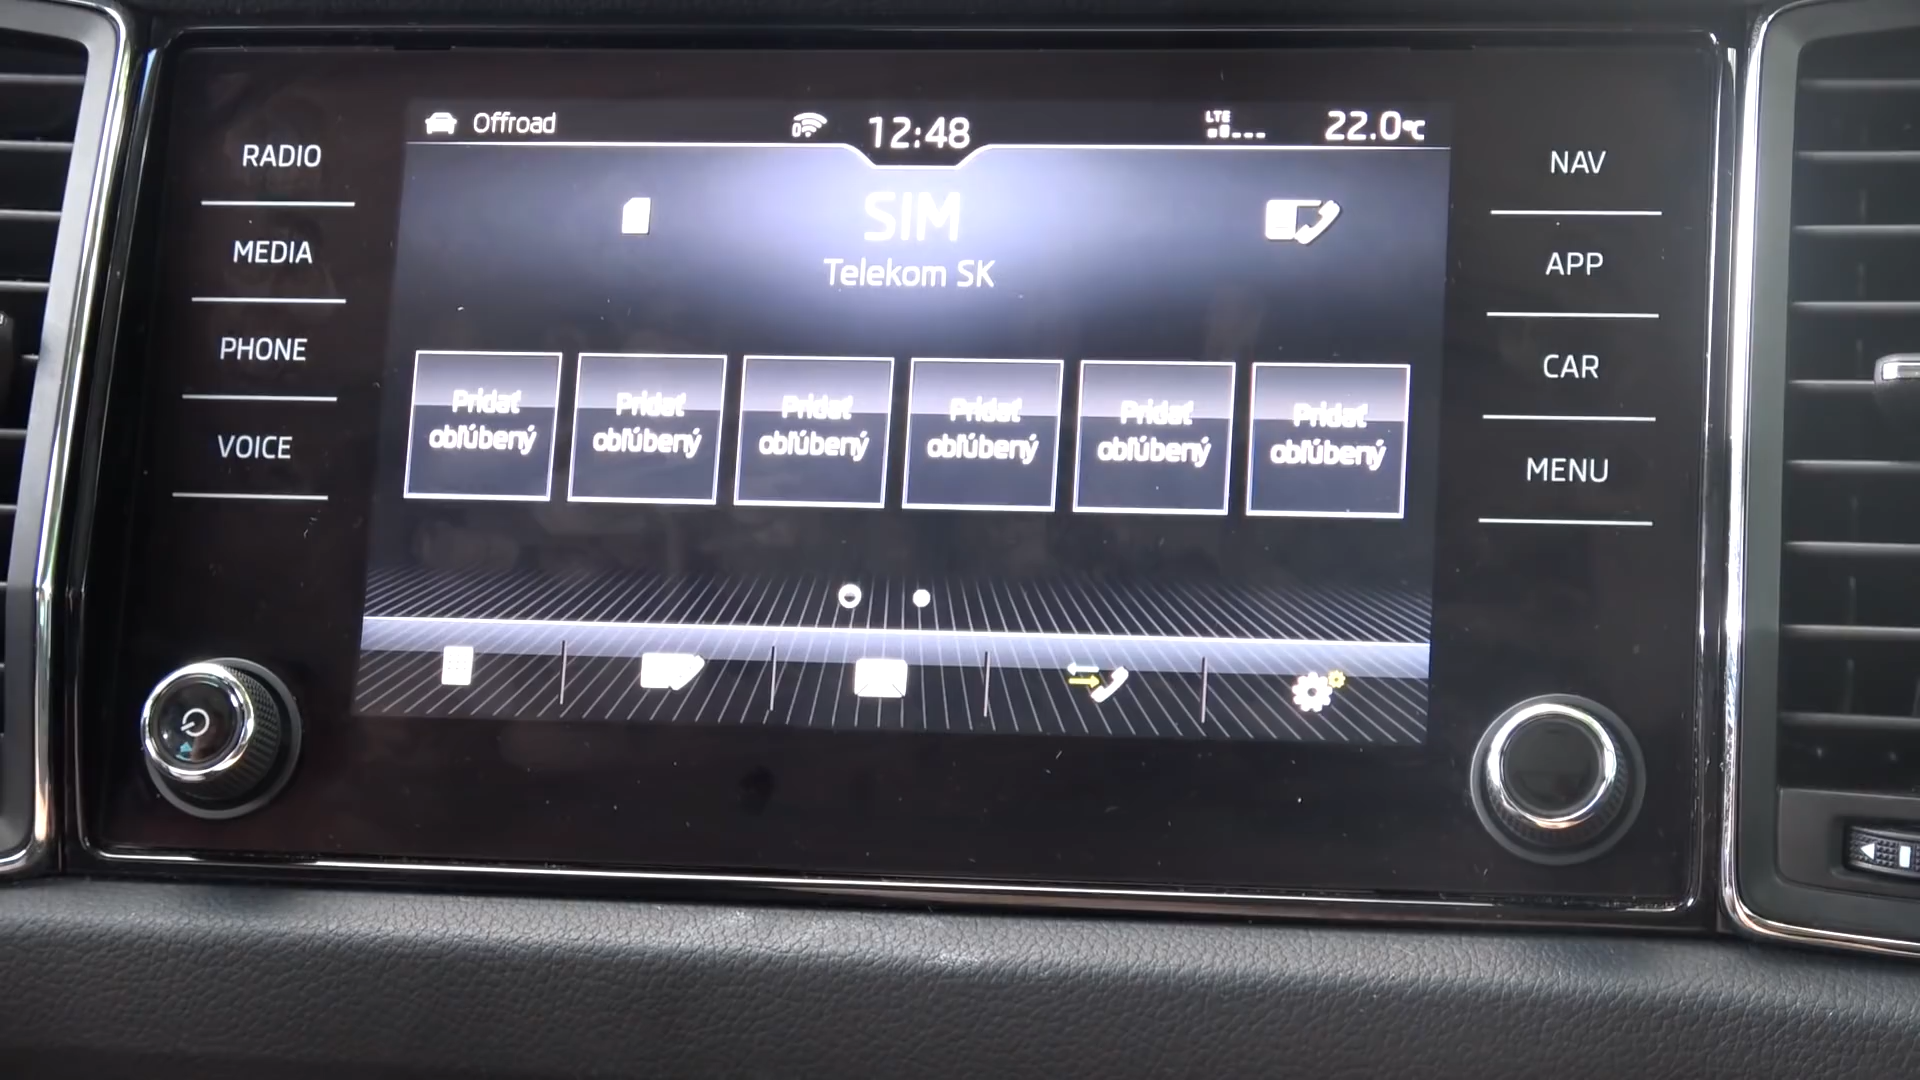 Offroad
12:48
LTE
22.0°C
RADIO
MEDIA
PHONE
VOICE
SIM
Telekom SK
Pridať
obľúbený
Pridať
obľúbený
Pridať
obľúbený
Pridať
obľúbený
Pridať
obľúbený
Pridať
obľúbený
NAV
APP
CAR
MENU